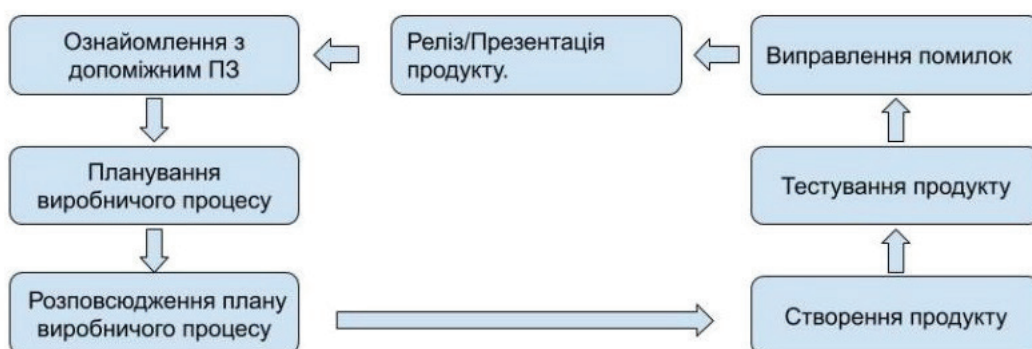 Ознайомлення з
допоміжним ПЗ
Реліз/Презентація
продукту.
Виправлення помилок
Планування
виробничого процесу
Тестування продукту
Розповсюдження плану
виробничого процесу
Створення продукту